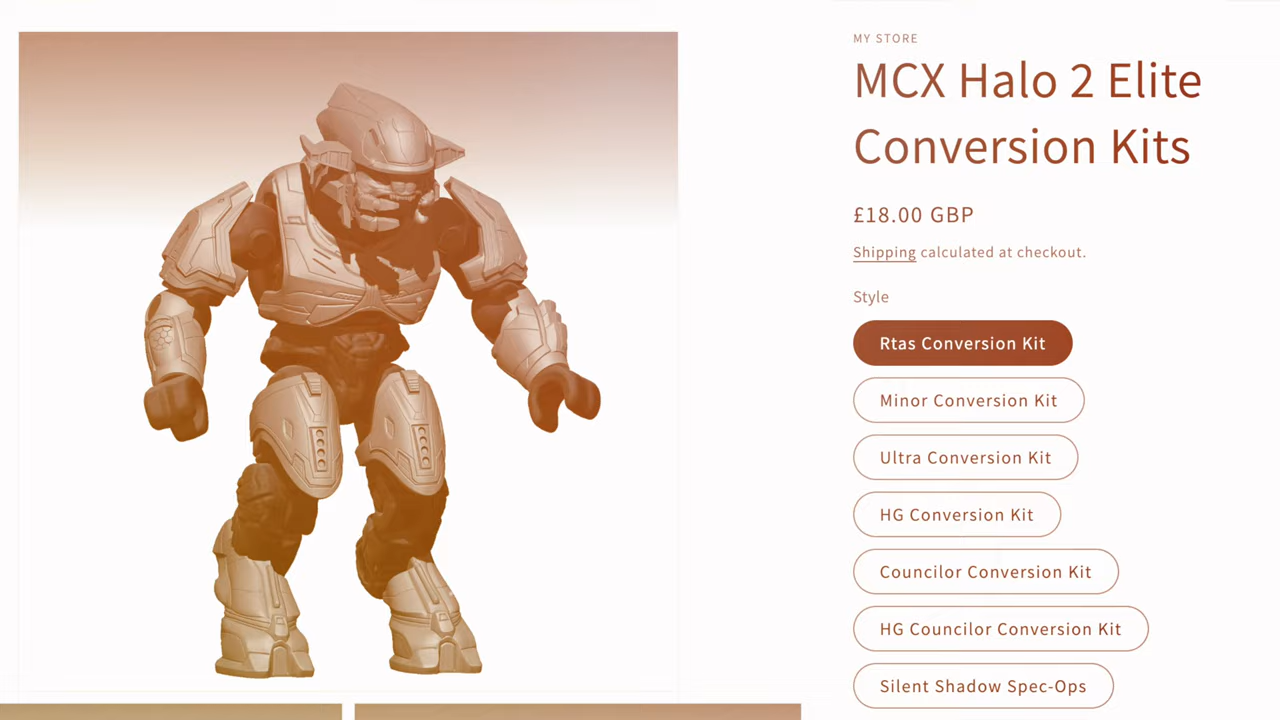 MY STORE
MCX Halo 2 Elite
Conversion Kits
£18.00 GBP
Shipping calculated at checkout.
Style
Rtas Conversion Kit
Minor Conversion Kit
Ultra Conversion Kit
HG Conversion Kit
Councilor Conversion Kit
HG Councilor Conversion Kit
Silent Shadow Spec-Ops